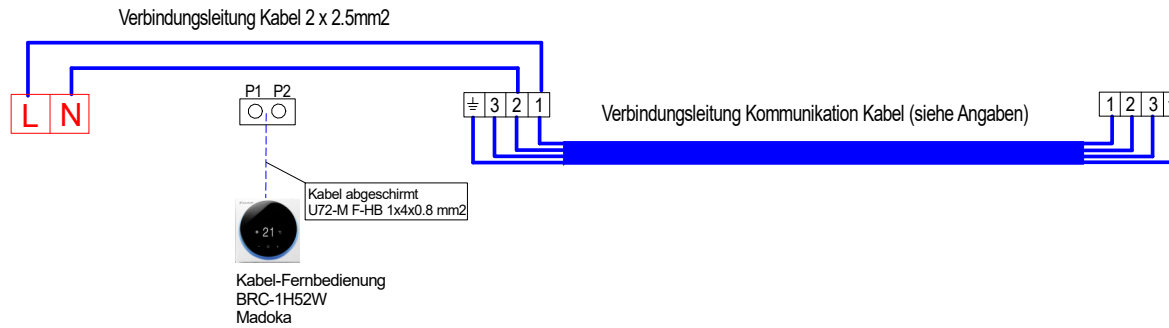 Verbindungsleitung Kabel 2 x 2.5mm2
L N
P1 P2
3 2 1
Verbindungsleitung Kommunikation Kabel (siehe Angaben)
1 2 3
Kabel abgeschirmt
U72-M F-HB 1x4x0.8 mm2
21
Kabel-Fernbedienung
BRC-1H52W
Madoka